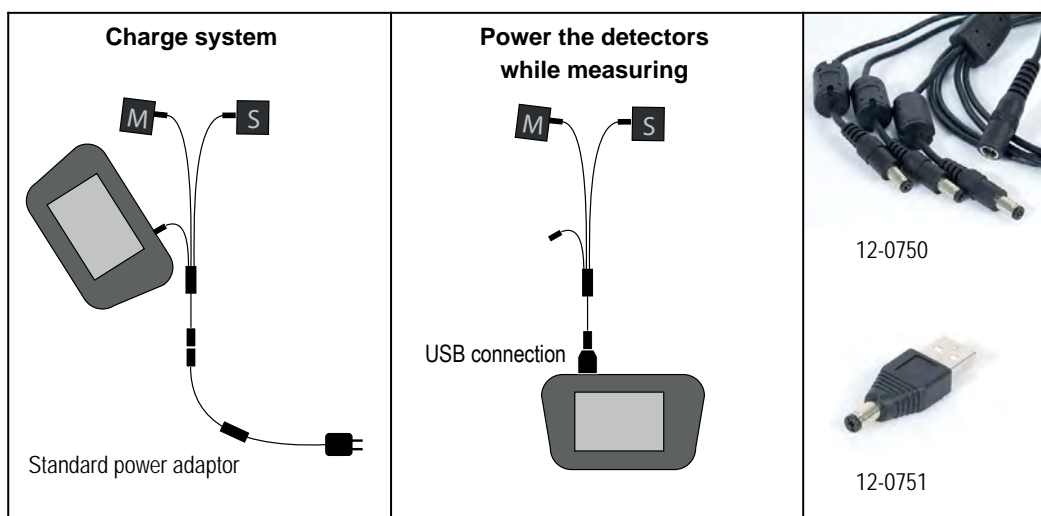 Charge system
M
S
Standard power adaptor
Power the detectors
while measuring
M
S
USB connection
12-0750
12-0751